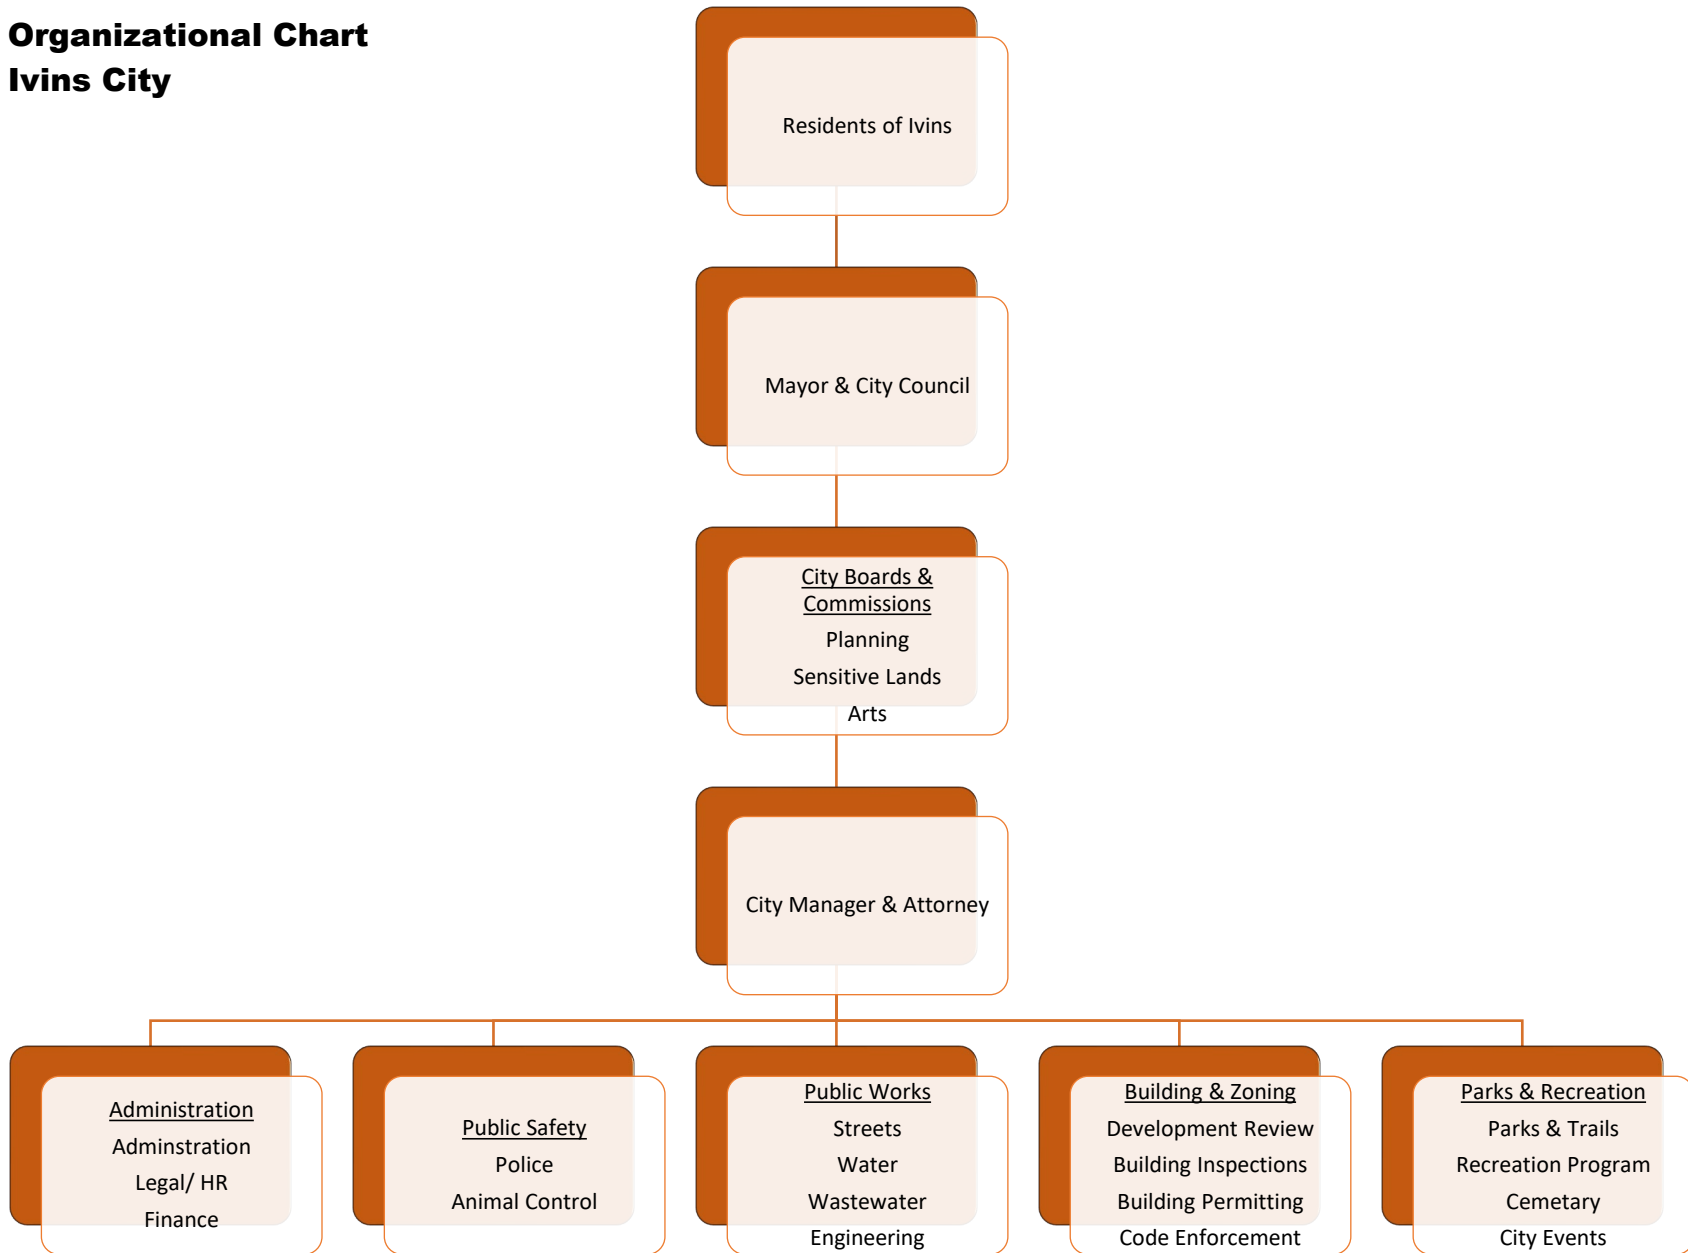 Organizational Chart
Ivins City
Residents of Ivins
Mayor & City Council
City Boards &
Commissions
Planning
Sensitive Lands
Arts
City Manager & Attorney
Administration
Adminstration
Legal/ HR
Finance
Public Safety
Police
Animal Control
Public Works
Streets
Water
Wastewater
Engineering
Building & Zoning
Development Review
Building Inspections
Building Permitting
Code Enforcement
Parks & Recreation
Parks & Trails
Recreation Program
Cemetary
City Events